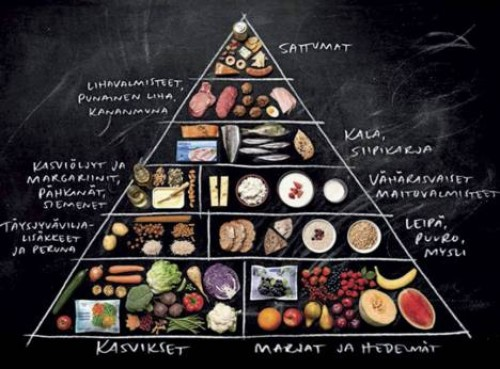 SATTUMAT
LIHAVALMISTEET,
PUNAINEN LIHA,
KANANMUNA
KALA,
SIIPIKARJA
KASVIÖLJYT JA
MARGARIINIT,
PÄHKINÄT,
SIEMENET
VÄHÄRASVAISET
MAITOVALMISTEET
TÄYSJYVÄVILJA-
LISÄKKEET
JA PERUNA
LEIPÄ,
PUURO,
MYSLI
KASVIKSET
MARJAT JA HEDELMÄT